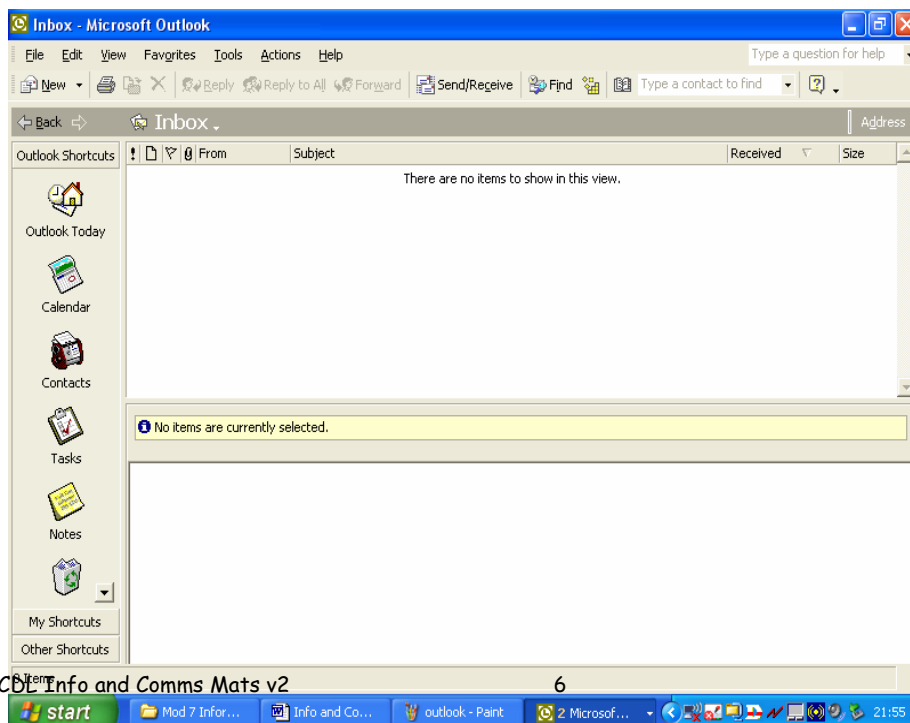 Inbox - Microsoft Outlook
File Edit View Favorites Tools Actions Help Type a question for help
New Reply Reply to All Forward Send/Receive Find Type a contact to find
Back Inbox Address
Outlook Shortcuts ! From Subject Received Size
There are no items to show in this view.
Outlook Today
Calendar
Contacts
No items are currently selected.
Tasks
Notes
My Shortcuts
Other Shortcuts
Items
CDL Info and Comms Mats v2 6
start Mod 7 Infor... Info and Co... outlook - Paint 2 Microsof... 21:55